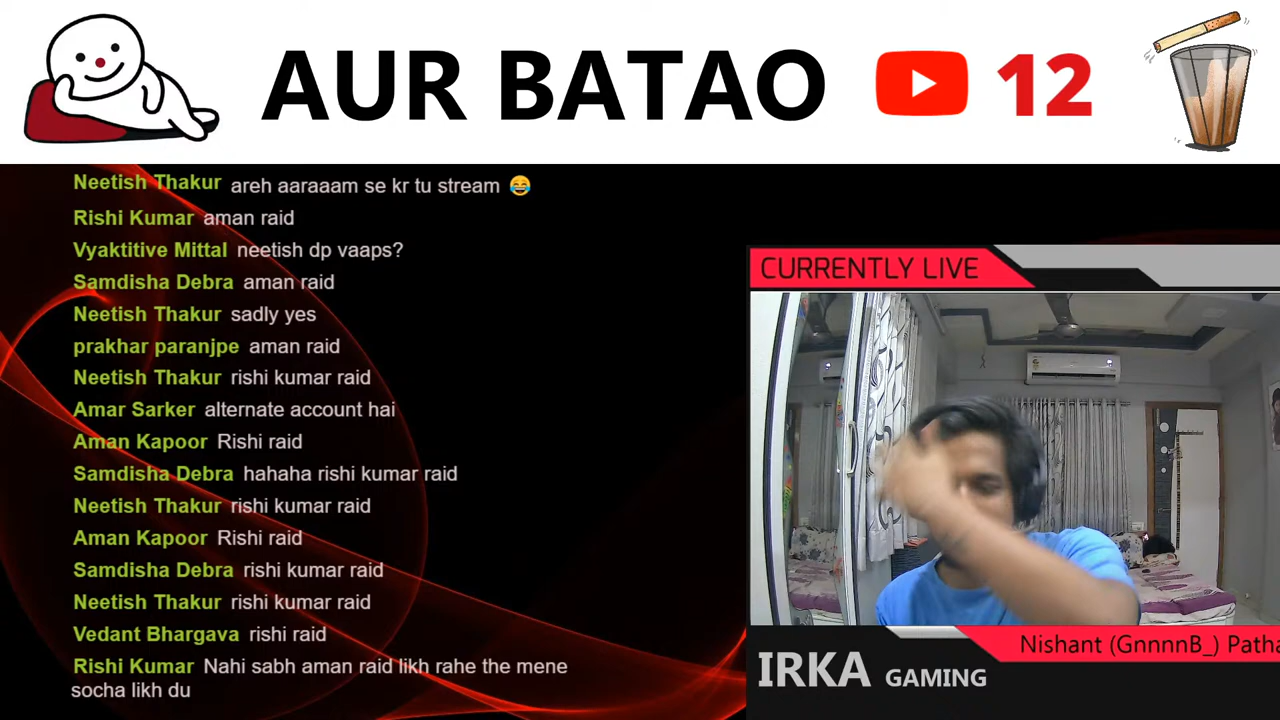 AUR BATAO 12
Neetish Thakur areh aaraaam se kr tu stream 😂
Rishi Kumar aman raid
Vyaktitive Mittal neetish dp vaaps?
Samdisha Debra aman raid
Neetish Thakur sadly yes
prakhar paranjpe aman raid
Neetish Thakur rishi kumar raid
Amar Sarker alternate account hai
Aman Kapoor Rishi raid
Samdisha Debra hahaha rishi kumar raid
Neetish Thakur rishi kumar raid
Aman Kapoor Rishi raid
Samdisha Debra rishi kumar raid
Neetish Thakur rishi kumar raid
Vedant Bhargava rishi raid
Rishi Kumar Nahi sabh aman raid likh rahe the mene
socha likh du
CURRENTLY LIVE
Nishant (GnnnnB_) Patha
IRKA GAMING